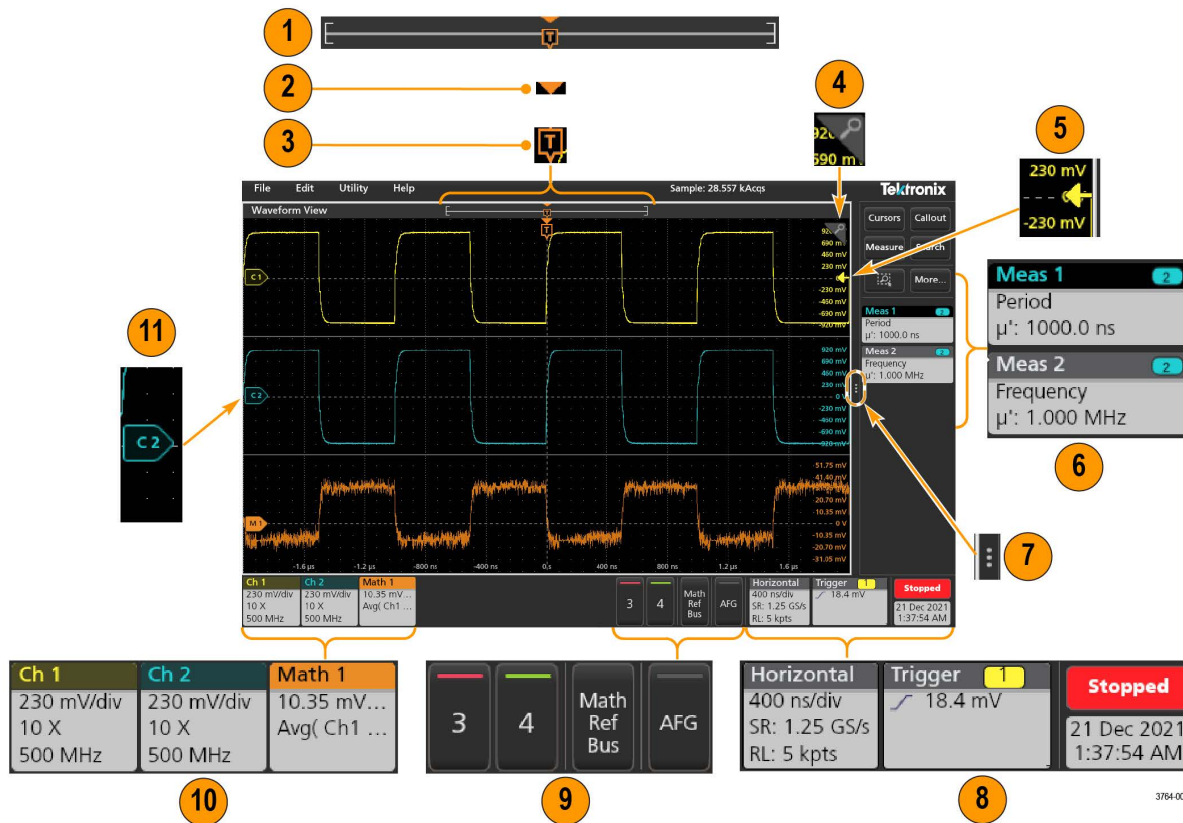 1
T
2
4
3
T
920
690 m
5
230 mV
-230 mV
File Edit Utility Help Sample: 28.557 kAcqs Tektronix
Waveform View
T
T
Cursors Callout
Measure Search
More...
920
690 mV
460 mV
230 mV
0
-230 mV
-460 mV
-690 mV
-920 mV
C 1
Meas 1 2
Period
µ': 1000.0 ns
Meas 2 2
Frequency
µ': 1.000 MHz
Meas 1 2
Period
µ': 1000.0 ns
Meas 2 2
Frequency
µ': 1.000 MHz
6
11
C 2
920 mV
690 mV
460 mV
230 mV
0 V
-230 mV
-460 mV
-690 mV
-920 mV
C 2
51.75 mV
41.40 mV
20.70 mV
10.35 mV
0 V
-10.35 mV
-20.70 mV
-31.05 mV
M 1
7
-1.6 µs -1.2 µs -800 ns -400 ns 0 s 400 ns 800 ns 1.2 µs 1.6 µs
Ch 1
230 mV/div
10 X
500 MHz
Ch 2
230 mV/div
10 X
500 MHz
Math 1
10.35 mV...
Avg( Ch1 ...
3
4
Math
Ref
Bus
AFG
Horizontal
400 ns/div
SR: 1.25 GS/s
RL: 5 kpts
Trigger 1
18.4 mV
Stopped
21 Dec 2021
1:37:54 AM
Ch 1
230 mV/div
10 X
500 MHz
Ch 2
230 mV/div
10 X
500 MHz
Math 1
10.35 mV...
Avg( Ch1 ...
3
4
Math
Ref
Bus
AFG
Horizontal
400 ns/div
SR: 1.25 GS/s
RL: 5 kpts
Trigger 1
18.4 mV
Stopped
21 Dec 2021
1:37:54 AM
10
9
8
3764-00